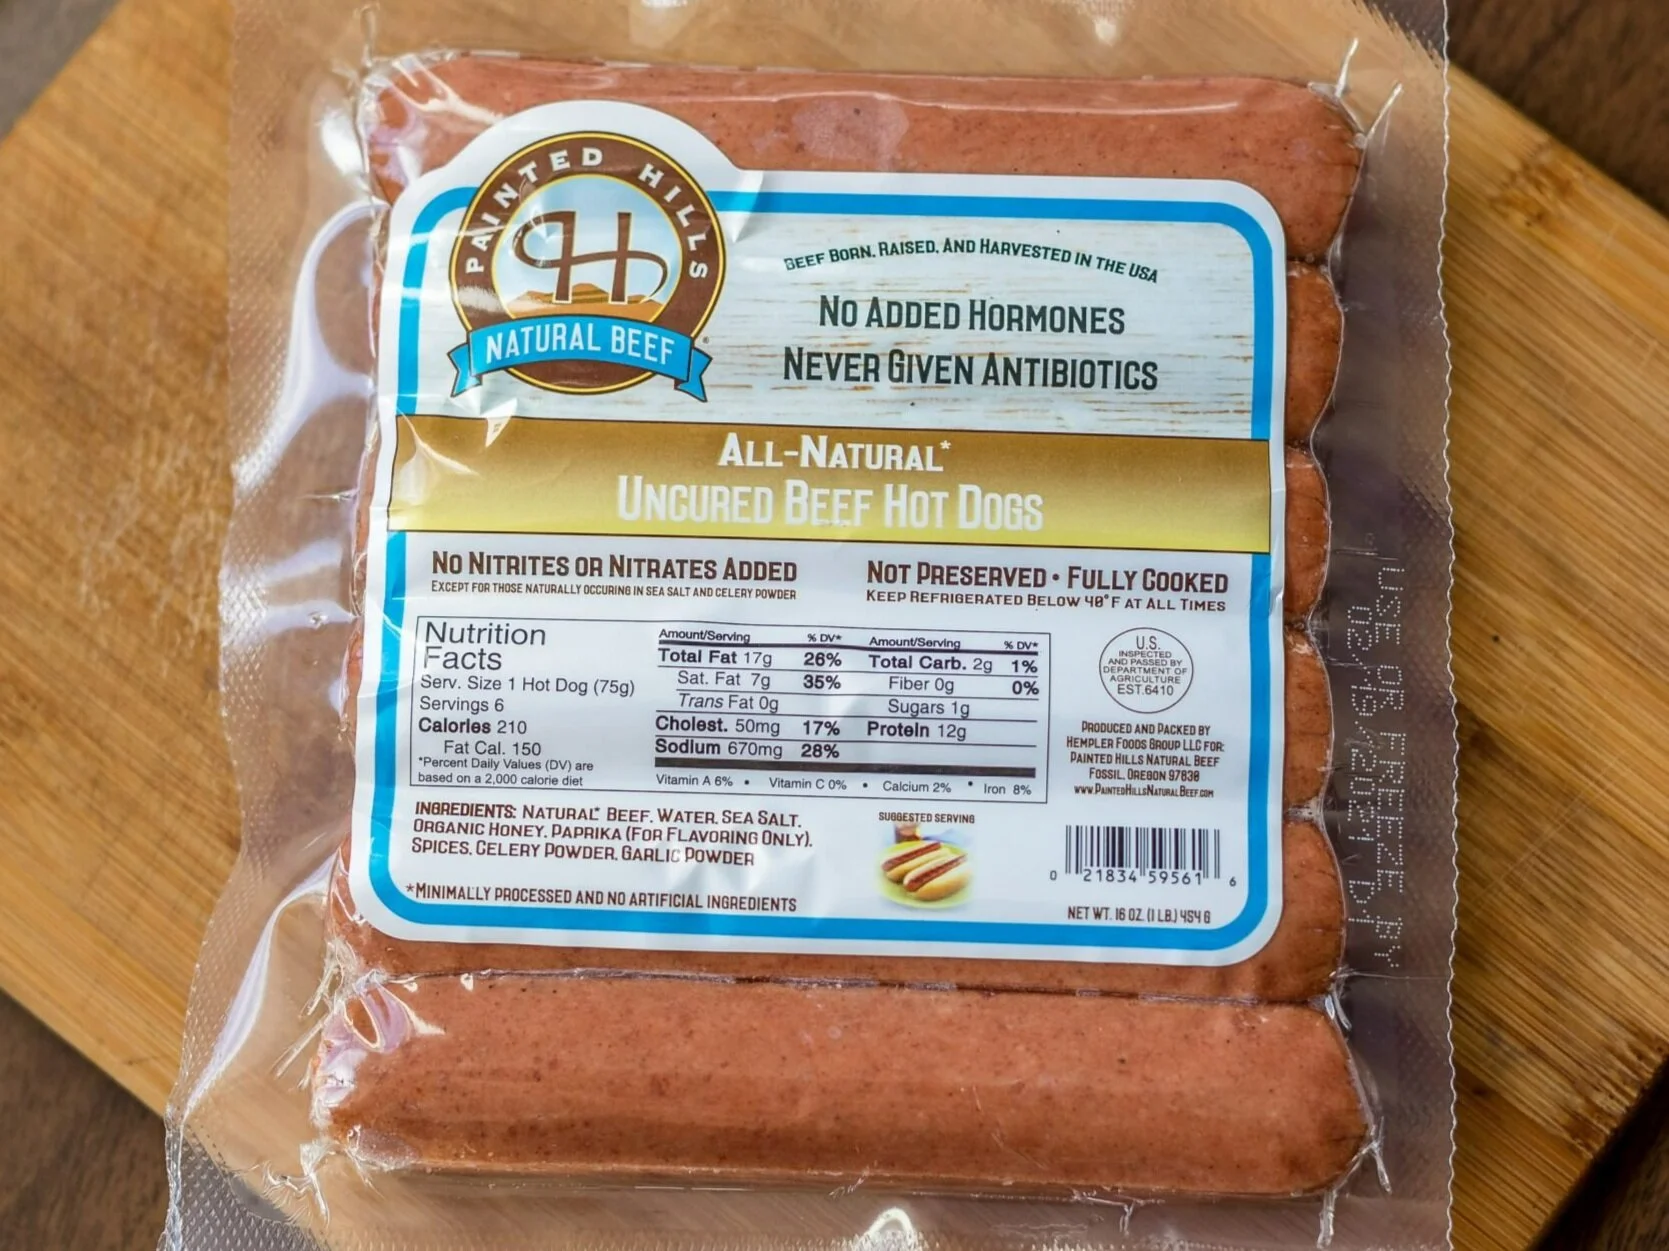 PAINTED HILLS
H
NATURAL BEEF
®
BEEF BORN, RAISED, AND HARVESTED IN THE USA
NO ADDED HORMONES
NEVER GIVEN ANTIBIOTICS
ALL-NATURAL*
UNCURED BEEF HOT DOGS
NO NITRITES OR NITRATES ADDED
EXCEPT FOR THOSE NATURALLY OCCURING IN SEA SALT AND CELERY POWDER
NOT PRESERVED • FULLY COOKED
KEEP REFRIGERATED BELOW 40°F AT ALL TIMES
Nutrition
Facts
Serv. Size 1 Hot Dog (75g)
Servings 6
Calories 210
Fat Cal. 150
*Percent Daily Values (DV) are
based on a 2,000 calorie diet
Amount/Serving % DV*
Total Fat 17g 26%
Sat. Fat 7g 35%
Trans Fat 0g
Cholest. 50mg 17%
Sodium 670mg 28%
Amount/Serving % DV*
Total Carb. 2g 1%
Fiber 0g 0%
Sugars 1g
Protein 12g
Vitamin A 6% • Vitamin C 0% • Calcium 2% • Iron 8%
U.S.
INSPECTED
AND PASSED BY
DEPARTMENT OF
AGRICULTURE
EST.6410
PRODUCED AND PACKED BY
HEMPLER FOODS GROUP LLC FOR:
PAINTED HILLS NATURAL BEEF
FOSSIL, OREGON 97830
WWW.PAINTEDHILLSNATURALBEEF.COM
INGREDIENTS: NATURAL* BEEF, WATER, SEA SALT,
ORGANIC HONEY, PAPRIKA (FOR FLAVORING ONLY),
SPICES, CELERY POWDER, GARLIC POWDER
*MINIMALLY PROCESSED AND NO ARTIFICIAL INGREDIENTS
SUGGESTED SERVING
0 21834 59561 6
NET WT. 16 OZ. (1 LB.) 454 G
USE OR FREEZE BY
02/19/2021